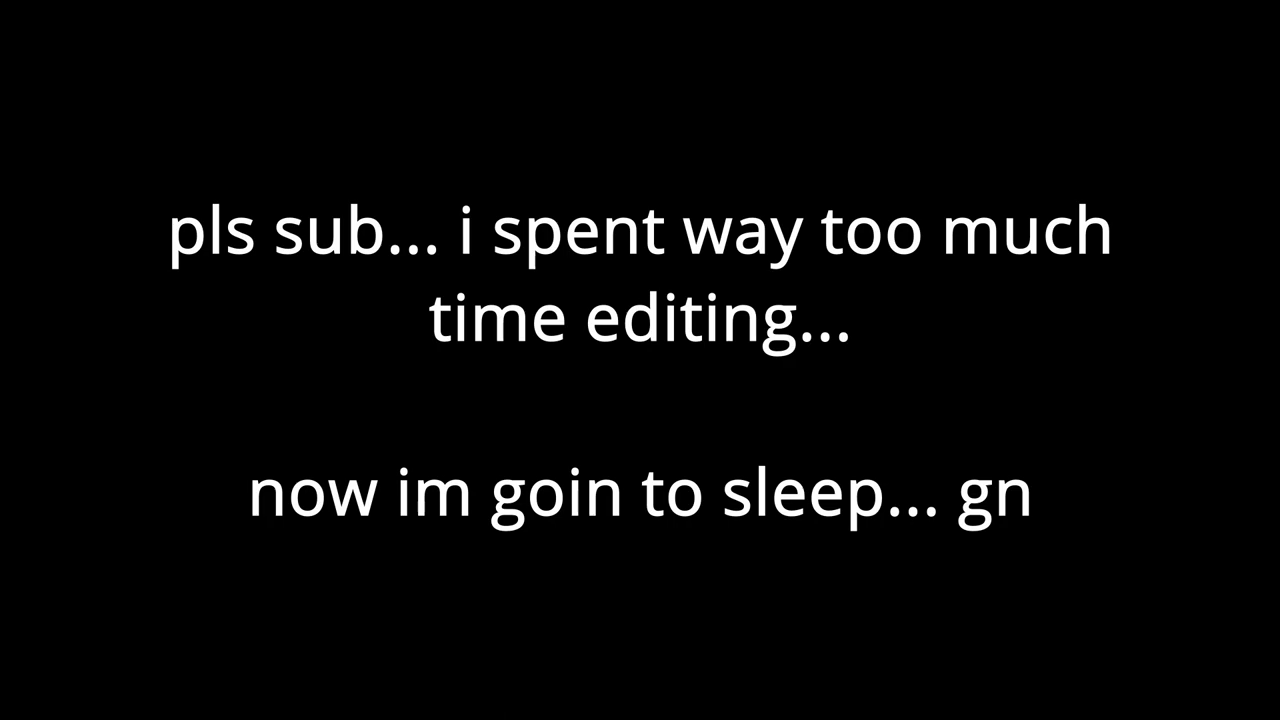 pls sub... i spent way too much
time editing...
now im goin to sleep... gn